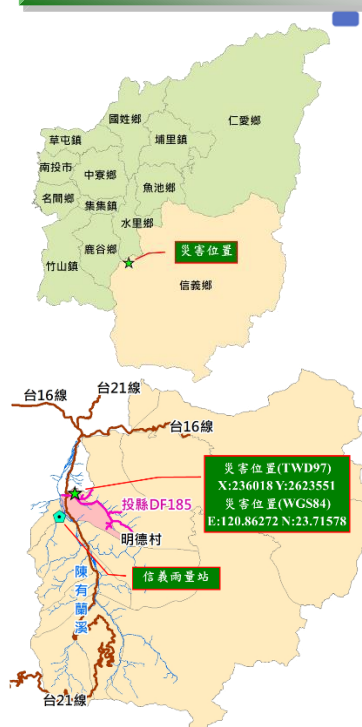 仁愛鄉
國姓鄉
草屯鎮
埔里鎮
南投市
中寮鄉
魚池鄉
名間鄉
集集鎮
水里鄉
鹿谷鄉
竹山鎮
災害位置
信義鄉
台21線
台16線
台16線
災害位置(TWD97)
X:236018 Y:2623551
災害位置(WGS84)
E:120.86272 N:23.71578
投縣DF185
明德村
信義雨量站
陳有蘭溪
台21線